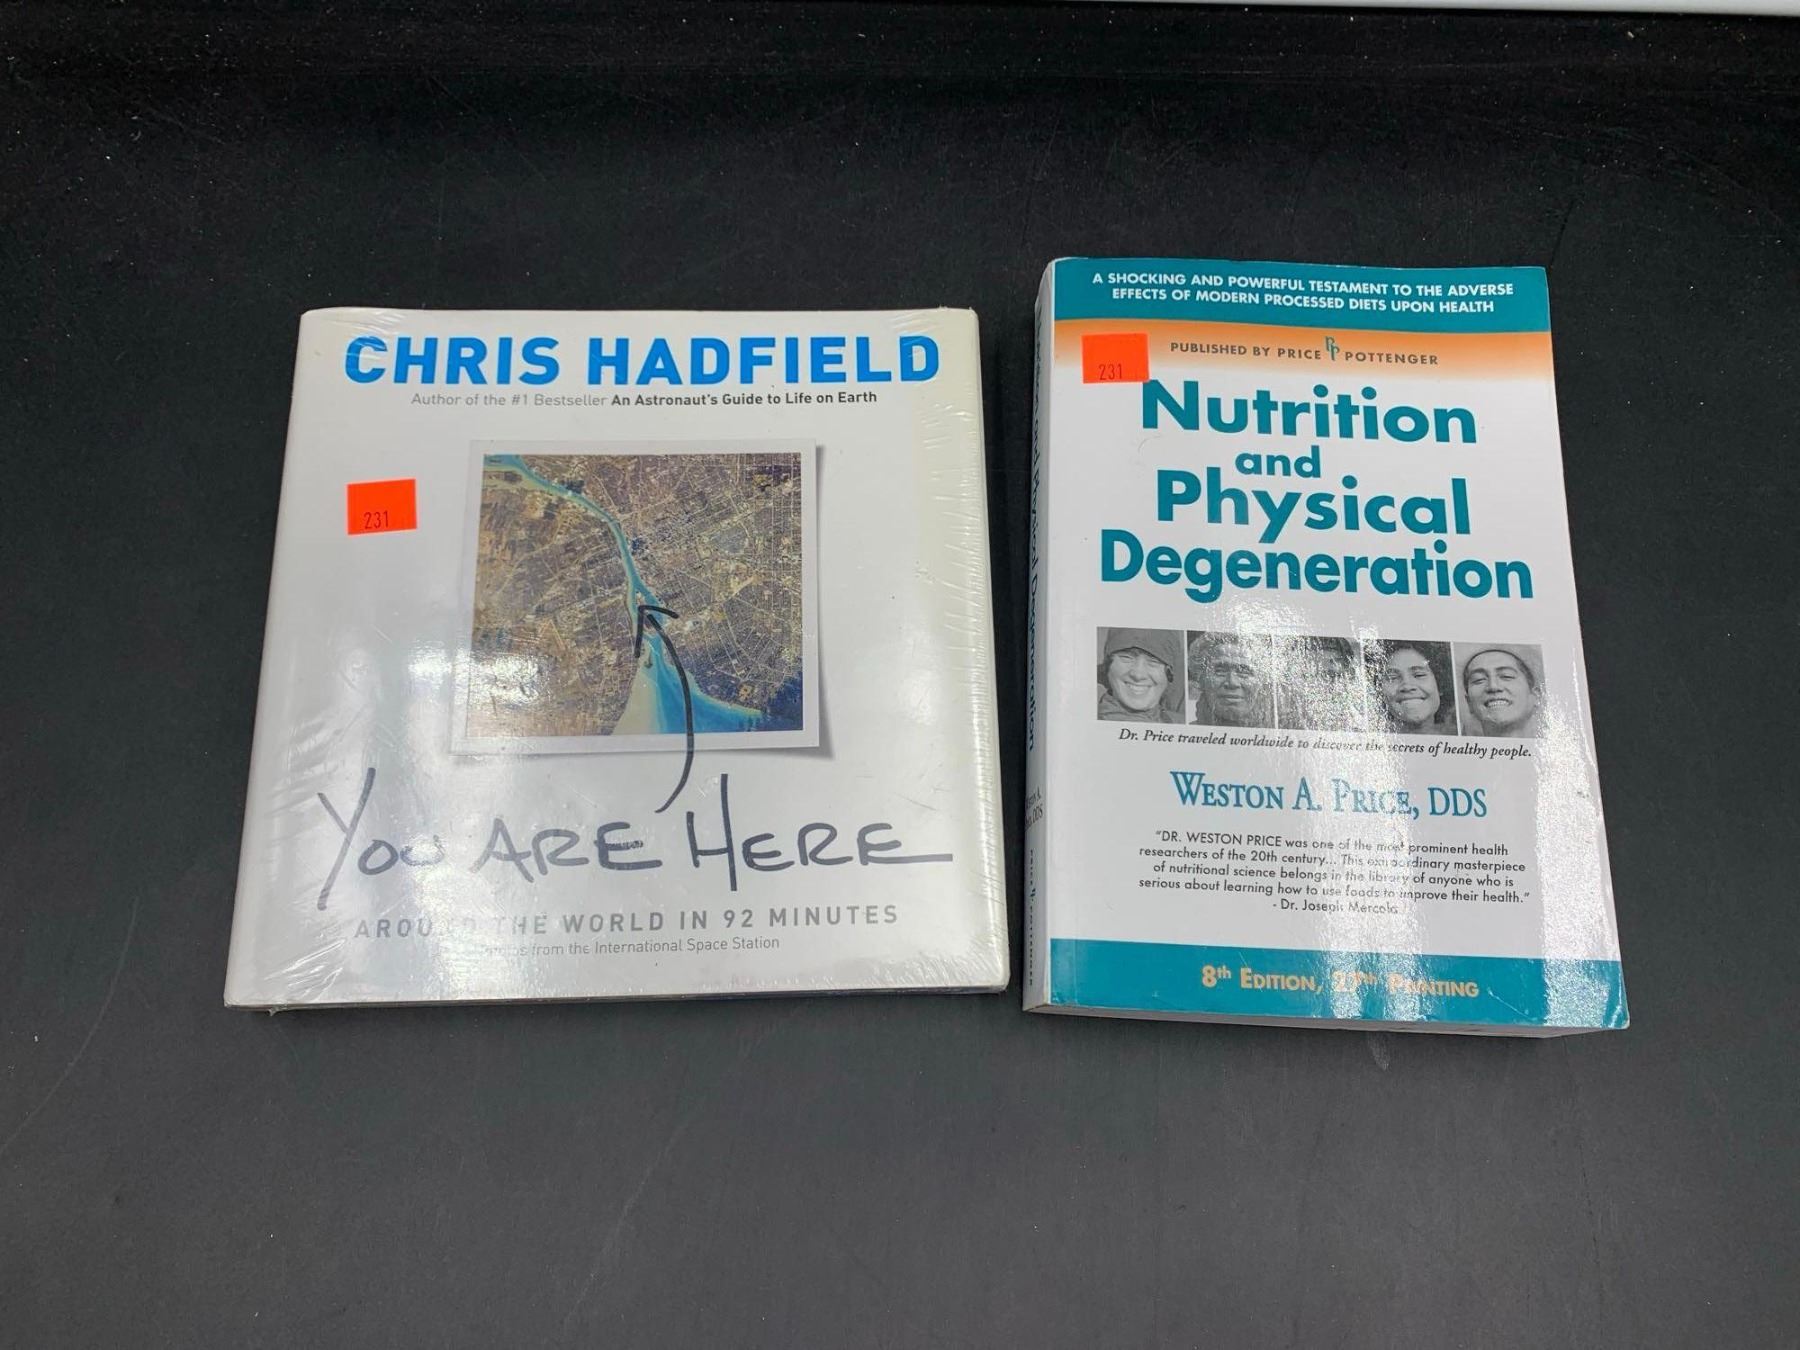 CHRIS HADFIELD
Author of the #1 Bestseller An Astronaut's Guide to Life on Earth
231
YOU ARE HERE
AROUND THE WORLD IN 92 MINUTES
from the International Space Station
A SHOCKING AND POWERFUL TESTAMENT TO THE ADVERSE
EFFECTS OF MODERN PROCESSED DIETS UPON HEALTH
PUBLISHED BY PRICE PP POTTENGER
231
Nutrition
and
Physical
Degeneration
Dr. Price traveled worldwide to discover the secrets of healthy people.
WESTON A. PRICE, DDS
"DR. WESTON PRICE was one of the most prominent health
researchers of the 20th century... This extraordinary masterpiece
of nutritional science belongs in the library of anyone who is
serious about learning how to use foods to improve their health."
- Dr. Joseph Mercola
8th EDITION, 27th PRINTING